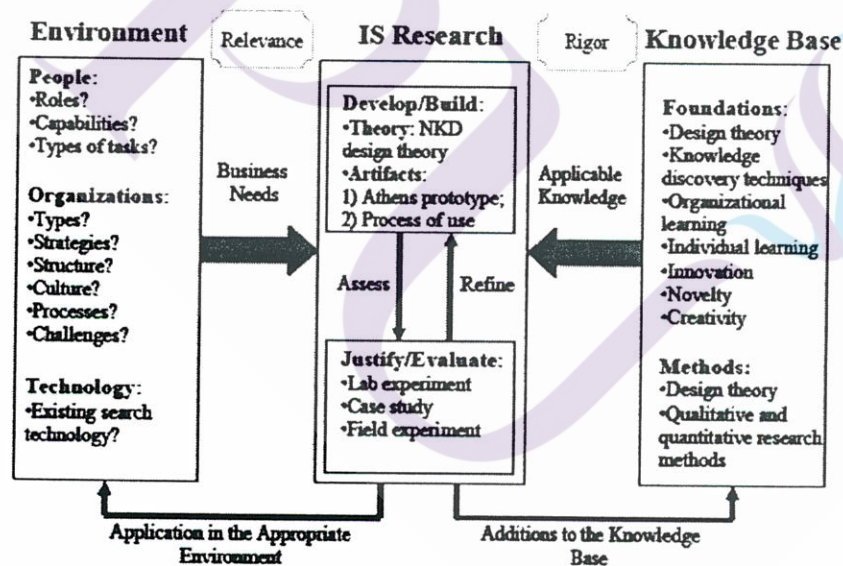 Environment
Relevance
IS Research
Rigor
Knowledge Base
People:
•Roles?
•Capabilities?
•Types of tasks?
Organizations:
•Types?
•Strategies?
•Structure?
•Culture?
•Processes?
•Challenges?
Technology:
•Existing search
technology?
Business
Needs
Develop/Build:
•Theory: NKD
design theory
•Artifacts:
1) Athens prototype;
2) Process of use
Assess
Refine
Justify/Evaluate:
•Lab experiment
•Case study
•Field experiment
Applicable
Knowledge
Foundations:
•Design theory
•Knowledge
discovery techniques
•Organizational
learning
•Individual learning
•Innovation
•Novelty
•Creativity
Methods:
•Design theory
•Qualitative and
quantitative research
methods
Application in the Appropriate
Environment
Additions to the Knowledge
Base